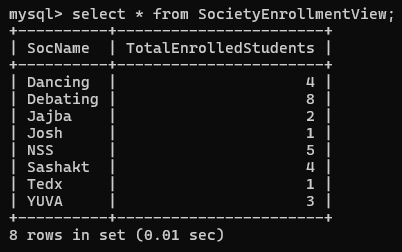 mysql> select * from SocietyEnrollmentView;
+----------+-----------------------+
| SocName  | TotalEnrolledStudents |
+----------+-----------------------+
| Dancing  |                     4 |
| Debating |                     8 |
| Jajba    |                     2 |
| Josh     |                     1 |
| NSS      |                     5 |
| Sashakt  |                     4 |
| Tedx     |                     1 |
| YUVA     |                     3 |
+----------+-----------------------+
8 rows in set (0.01 sec)